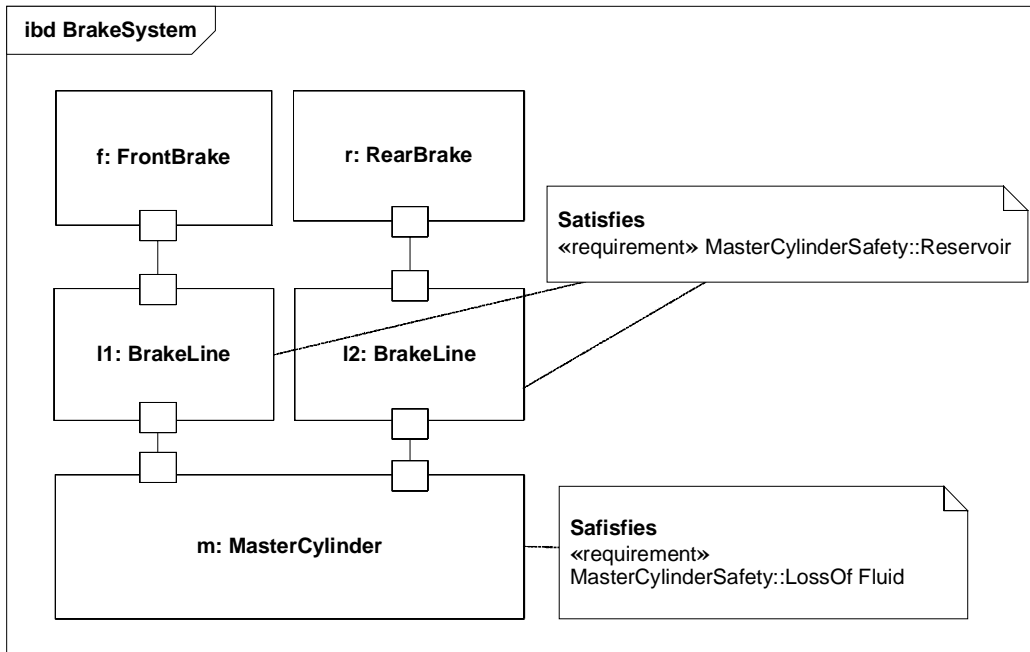 ibd BrakeSystem
f: FrontBrake
r: RearBrake
Satisfies
«requirement» MasterCylinderSafety::Reservoir
l1: BrakeLine
l2: BrakeLine
m: MasterCylinder
Safisfies
«requirement»
MasterCylinderSafety::LossOf Fluid